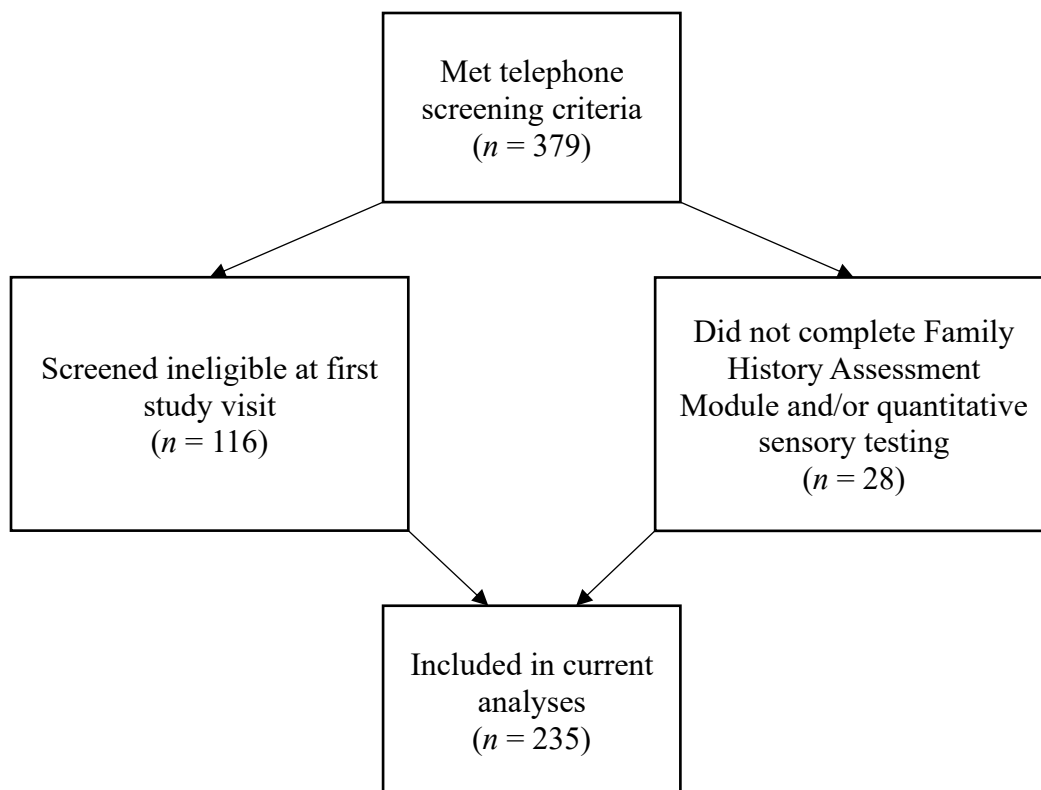 Met telephone
screening criteria
(n = 379)
Screened ineligible at first
study visit
(n = 116)
Did not complete Family
History Assessment
Module and/or quantitative
sensory testing
(n = 28)
Included in current
analyses
(n = 235)